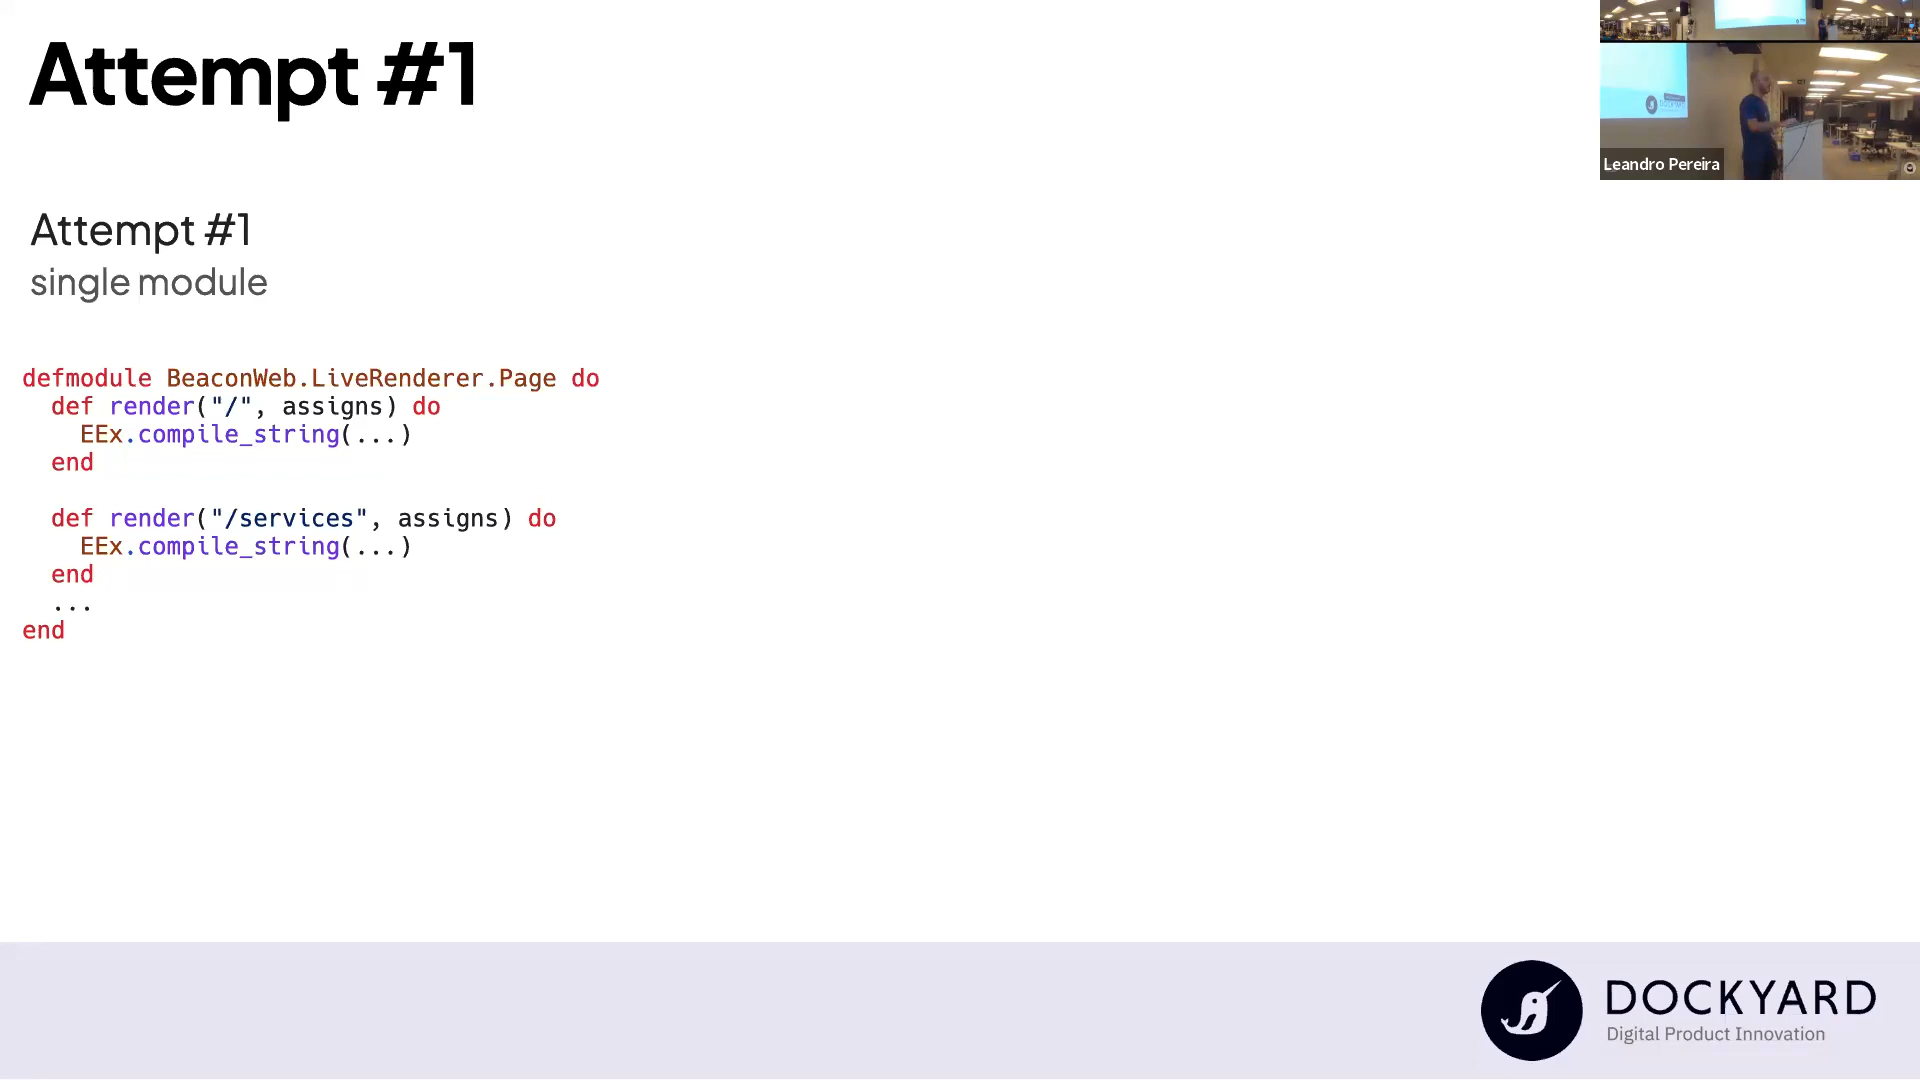 Attempt #1
Leandro Pereira
Attempt #1
single module
defmodule BeaconWeb.LiveRenderer.Page do
  def render("/", assigns) do
    EEx.compile_string(...)
  end

  def render("/services", assigns) do
    EEx.compile_string(...)
  end
  ...
end
DOCKYARD
Digital Product Innovation